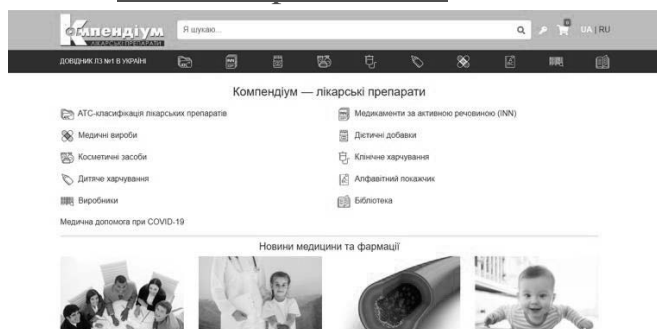 Компендіум
ЛІКАРСЬКІ ПРЕПАРАТИ
Я шукаю...
0
UA | RU
ДОВІДНИК ЛЗ №1 В УКРАЇНІ
Компендіум — лікарські препарати
АТС-класифікація лікарських препаратів
Медикаменти за активною речовиною (INN)
Медичні вироби
Дієтичні добавки
Косметичні засоби
Клінічне харчування
Дитяче харчування
Алфавітний покажчик
Виробники
Бібліотека
Медична допомога при COVID-19
Новини медицини та фармації